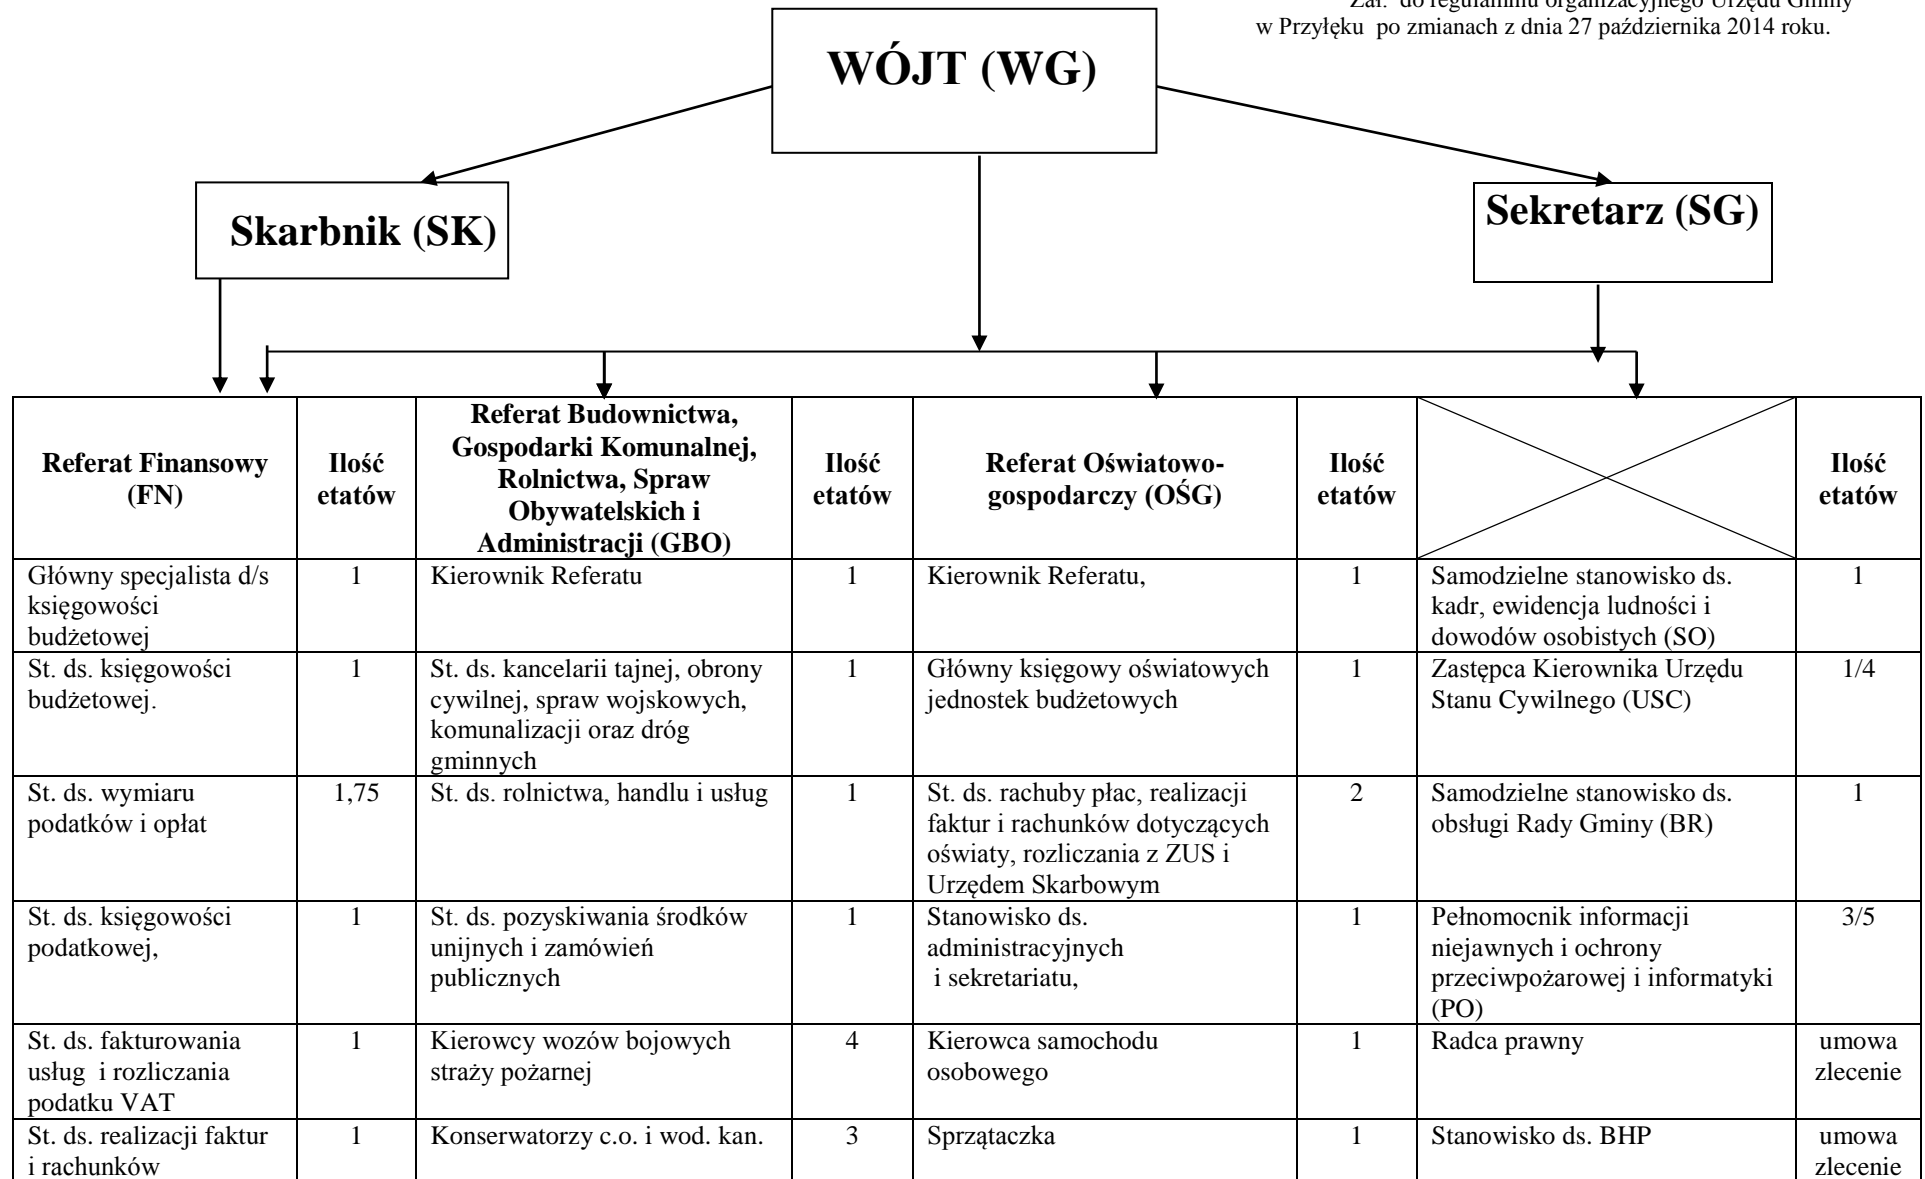 Zał. do regulaminu organizacyjnego Urzędu Gminy
w Przyłęku po zmianach z dnia 27 października 2014 roku.
WÓJT (WG)
Skarbnik (SK)
Sekretarz (SG)
Referat Finansowy
(FN)
Ilość
etatów
Referat Budownictwa,
Gospodarki Komunalnej,
Rolnictwa, Spraw
Obywatelskich i
Administracji (GBO)
Ilość
etatów
Referat Oświatowo-
gospodarczy (OŚG)
Ilość
etatów
Ilość
etatów
Główny specjalista d/s
księgowości
budżetowej
1
Kierownik Referatu
1
Kierownik Referatu,
1
Samodzielne stanowisko ds.
kadr, ewidencja ludności i
dowodów osobistych (SO)
1
St. ds. księgowości
budżetowej.
1
St. ds. kancelarii tajnej, obrony
cywilnej, spraw wojskowych,
komunalizacji oraz dróg
gminnych
1
Główny księgowy oświatowych
jednostek budżetowych
1
Zastępca Kierownika Urzędu
Stanu Cywilnego (USC)
1/4
St. ds. wymiaru
podatków i opłat
1,75
St. ds. rolnictwa, handlu i usług
1
St. ds. rachuby płac, realizacji
faktur i rachunków dotyczących
oświaty, rozliczania z ZUS i
Urzędem Skarbowym
2
Samodzielne stanowisko ds.
obsługi Rady Gminy (BR)
1
St. ds. księgowości
podatkowej,
1
St. ds. pozyskiwania środków
unijnych i zamówień
publicznych
1
Stanowisko ds.
administracyjnych
i sekretariatu,
1
Pełnomocnik informacji
niejawnych i ochrony
przeciwpożarowej i informatyki
(PO)
3/5
St. ds. fakturowania
usług i rozliczania
podatku VAT
1
Kierowcy wozów bojowych
straży pożarnej
4
Kierowca samochodu
osobowego
1
Radca prawny
umowa
zlecenie
St. ds. realizacji faktur
i rachunków
1
Konserwatorzy c.o. i wod. kan.
3
Sprzątaczka
1
Stanowisko ds. BHP
umowa
zlecenie